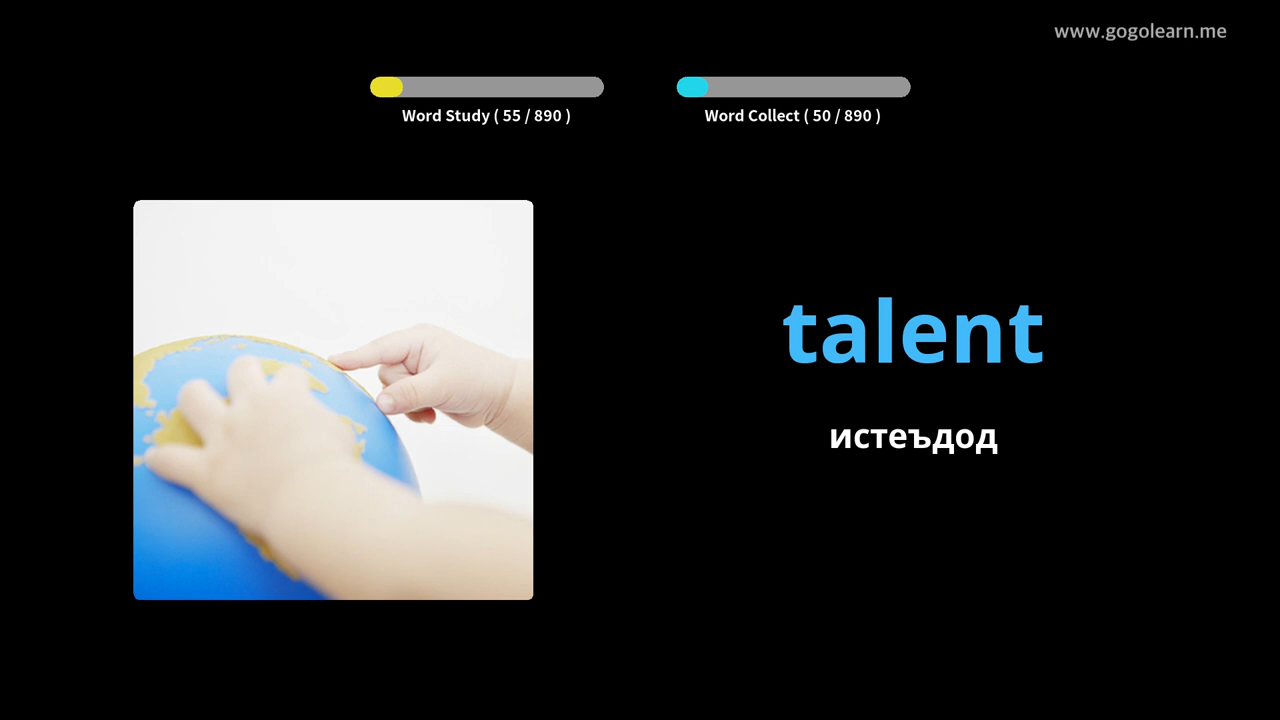 www.gogolearn.me
Word Study ( 55 / 890 )
Word Collect ( 50 / 890 )
talent
истеъдод